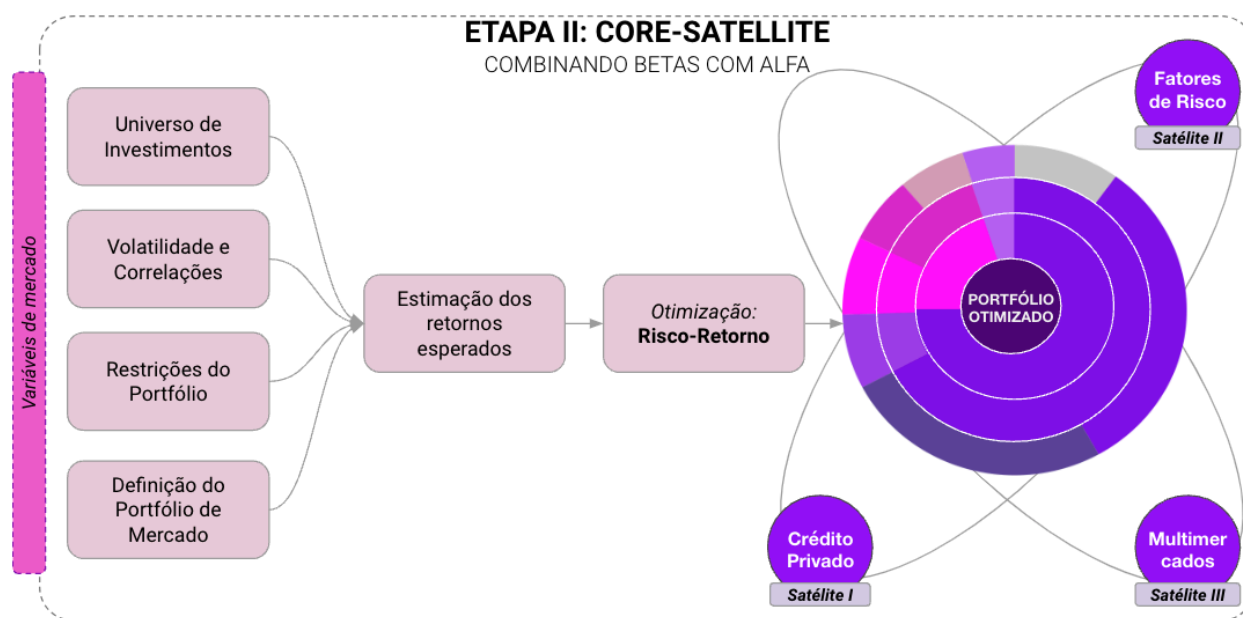 ETAPA II: CORE-SATELLITE
COMBINANDO BETAS COM ALFA
Variáveis de mercado
Universo de
Investimentos
Volatilidade e
Correlações
Restrições do
Portfólio
Definição do
Portfólio de
Mercado
Estimação dos
retornos
esperados
Otimização:
Risco-Retorno
PORTFÓLIO
OTIMIZADO
Fatores
de Risco
Satélite II
Crédito
Privado
Satélite I
Multimer
cados
Satélite III